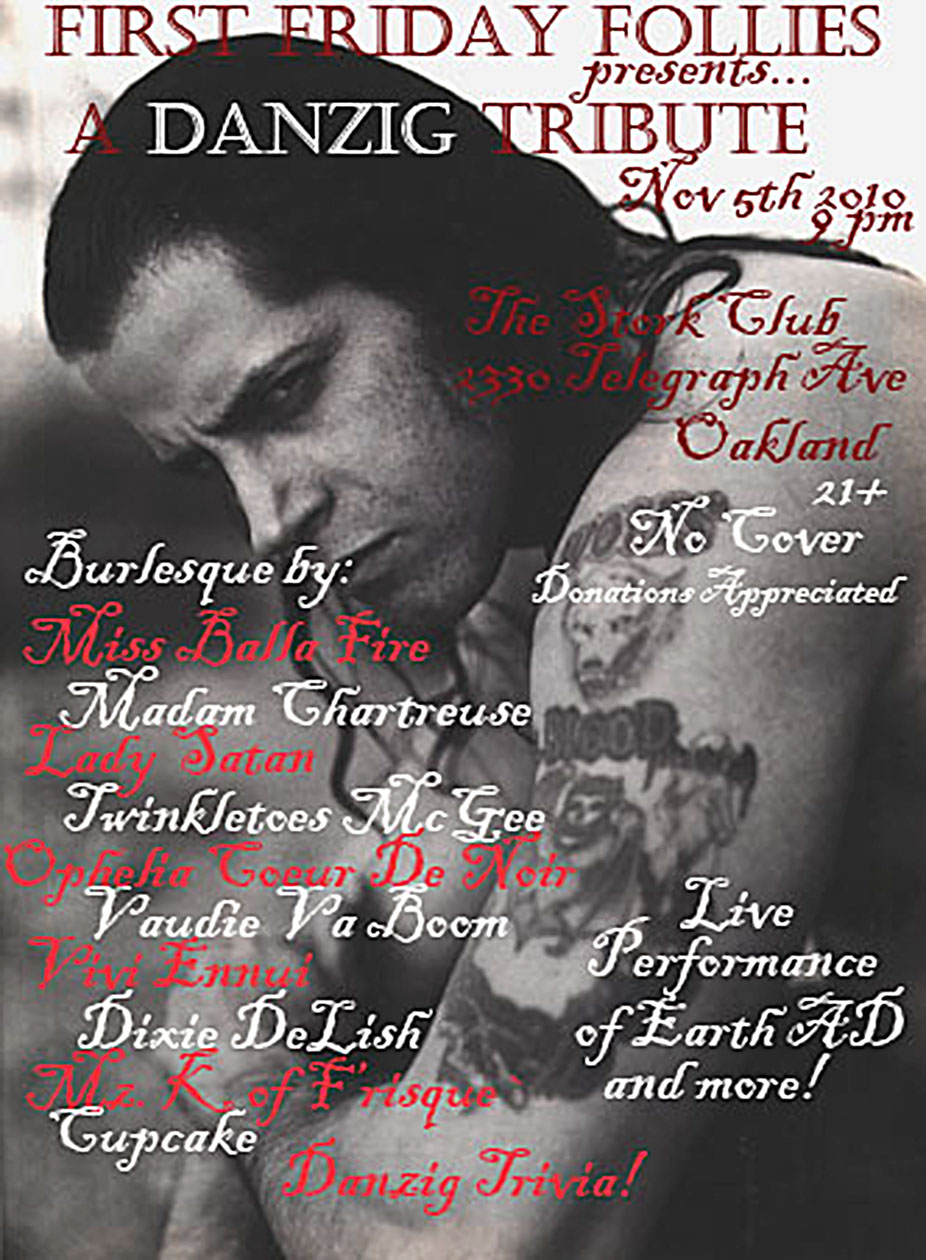 FIRST FRIDAY FOLLIES
presents...
A DANZIG TRIBUTE
Nov 5th 2010
9 pm
The Stork Club
2330 Telegraph Ave
Oakland
21+
No Cover
Donations Appreciated
Burlesque by:
Miss Balla Fire
Madam Chartreuse
Lady Satan
Twinkletoes McGee
Ophelia Coeur De Noir
Vaudie Va Boom
Vivi Ennui
Dixie DeLish
Mz. K. of Frisque`
Cupcake
Live
Performance
of Earth AD
and more!
Danzig Trivia!
BLOOD